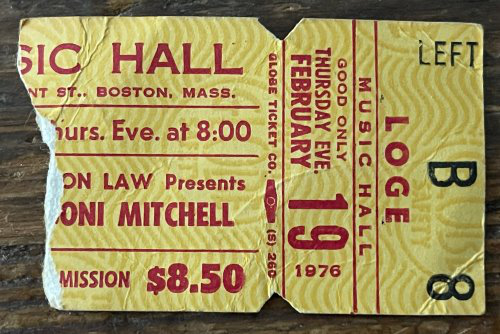 SIC HALL
NT ST., BOSTON, MASS.
hurs. Eve. at 8:00
ON LAW Presents
ONI MITCHELL
MISSION $8.50
GLOBE TICKET CO. (S) 260
FEBRUARY 19 1976
THURSDAY EVE.
GOOD ONLY
MUSIC HALL
LOGE
LEFT
B
8